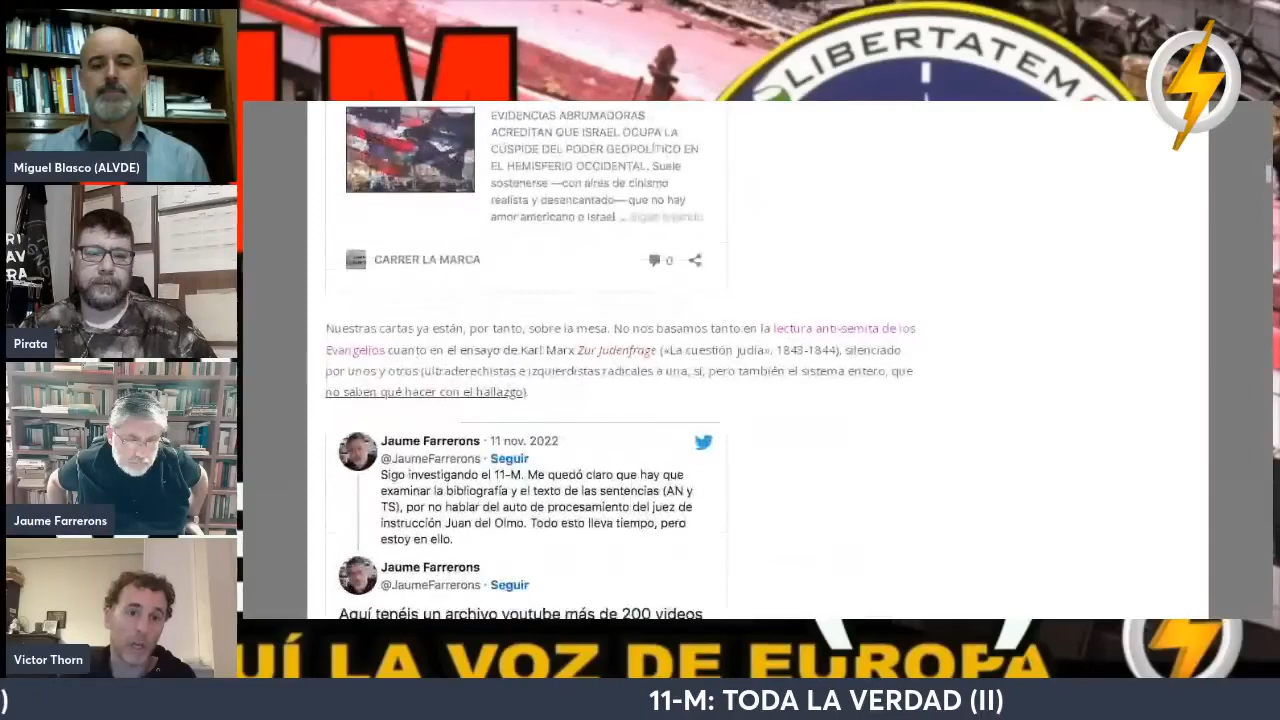 Miguel Blasco (ALVDE)
Pirata
Jaume Farrerons
Victor Thorn
LIBERTATEM
EVIDENCIAS ABRUMADORAS
ACREDITAN QUE ISRAEL OCUPA LA
CÚSPIDE DEL PODER GEOPOLÍTICO EN
EL HEMISFERIO OCCIDENTAL. Suele
sostenerse —con aires de cinismo
realista y desencantado— que no hay
amor americano a Israel ... Seguir leyendo
CARRER LA MARCA
0
Nuestras cartas ya están, por tanto, sobre la mesa. No nos basamos tanto en la lectura anti-semita de los
Evangelios cuanto en el ensayo de Karl Marx Zur Judenfrage («La cuestión judía», 1843-1844), silenciado
por unos y otros (ultraderechistas e izquierdistas radicales a una, sí, pero también el sistema entero, que
no saben qué hacer con el hallazgo).
Jaume Farrerons · 11 nov. 2022
@JaumeFarrerons · Seguir
Sigo investigando el 11-M. Me quedó claro que hay que
examinar la bibliografía y el texto de las sentencias (AN y
TS), por no hablar del auto de procesamiento del juez de
instrucción Juan del Olmo. Todo esto lleva tiempo, pero
estoy en ello.
Jaume Farrerons
@JaumeFarrerons · Seguir
Aquí tenéis un archivo youtube más de 200 videos
UÍ LA VOZ DE EUROPA
)
11-M: TODA LA VERDAD (II)